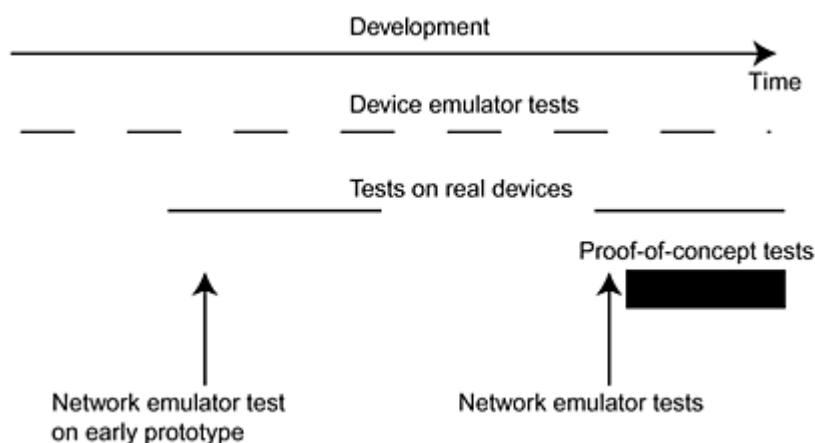 Development
Time
Device emulator tests
Tests on real devices
Proof-of-concept tests
Network emulator test
on early prototype
Network emulator tests